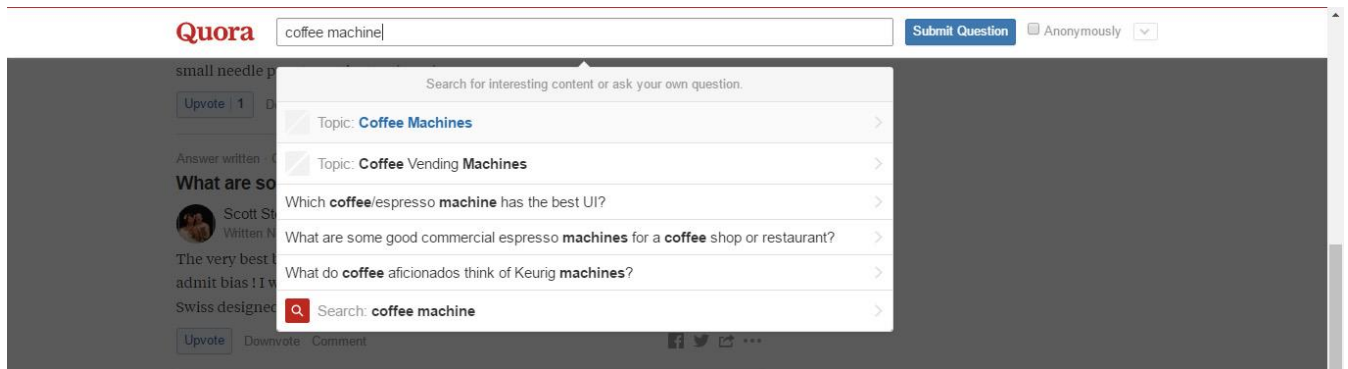 Quora coffee machine Submit Question Anonymously
small needle p
Search for interesting content or ask your own question.
Upvote | 1 D
Topic: Coffee Machines
Answer written
Topic: Coffee Vending Machines
What are so
Which coffee/espresso machine has the best UI?
Scott St
Written N
What are some good commercial espresso machines for a coffee shop or restaurant?
The very best b
What do coffee aficionados think of Keurig machines?
admit bias ! I w
Swiss designed
Search: coffee machine
Upvote Downvote Comment